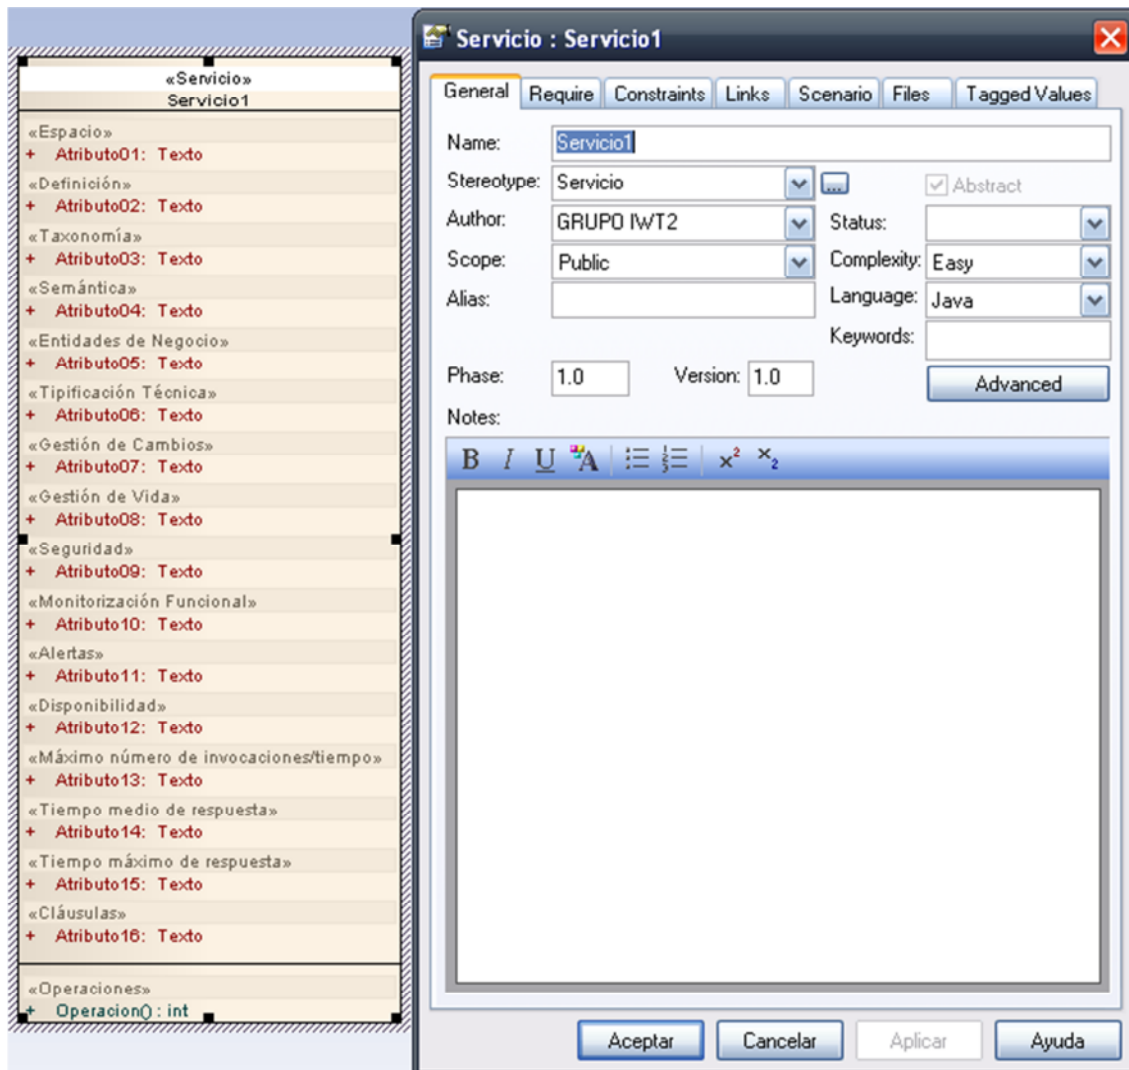 «Servicio»
Servicio1
«Espacio»
+ Atributo01: Texto
«Definición»
+ Atributo02: Texto
«Taxonomía»
+ Atributo03: Texto
«Semántica»
+ Atributo04: Texto
«Entidades de Negocio»
+ Atributo05: Texto
«Tipificación Técnica»
+ Atributo06: Texto
«Gestión de Cambios»
+ Atributo07: Texto
«Gestión de Vida»
+ Atributo08: Texto
«Seguridad»
+ Atributo09: Texto
«Monitorización Funcional»
+ Atributo10: Texto
«Alertas»
+ Atributo11: Texto
«Disponibilidad»
+ Atributo12: Texto
«Máximo número de invocaciones/tiempo»
+ Atributo13: Texto
«Tiempo medio de respuesta»
+ Atributo14: Texto
«Tiempo máximo de respuesta»
+ Atributo15: Texto
«Cláusulas»
+ Atributo16: Texto
«Operaciones»
+ Operacion() : int
Servicio : Servicio1
General Require Constraints Links Scenario Files Tagged Values
Name: Servicio1
Stereotype: Servicio ... Abstract
Author: GRUPO IWT2 Status:
Scope: Public Complexity: Easy
Alias: Language: Java
Keywords:
Phase: 1.0 Version: 1.0 Advanced
Notes:
B I U A x² x₂
Aceptar Cancelar Aplicar Ayuda